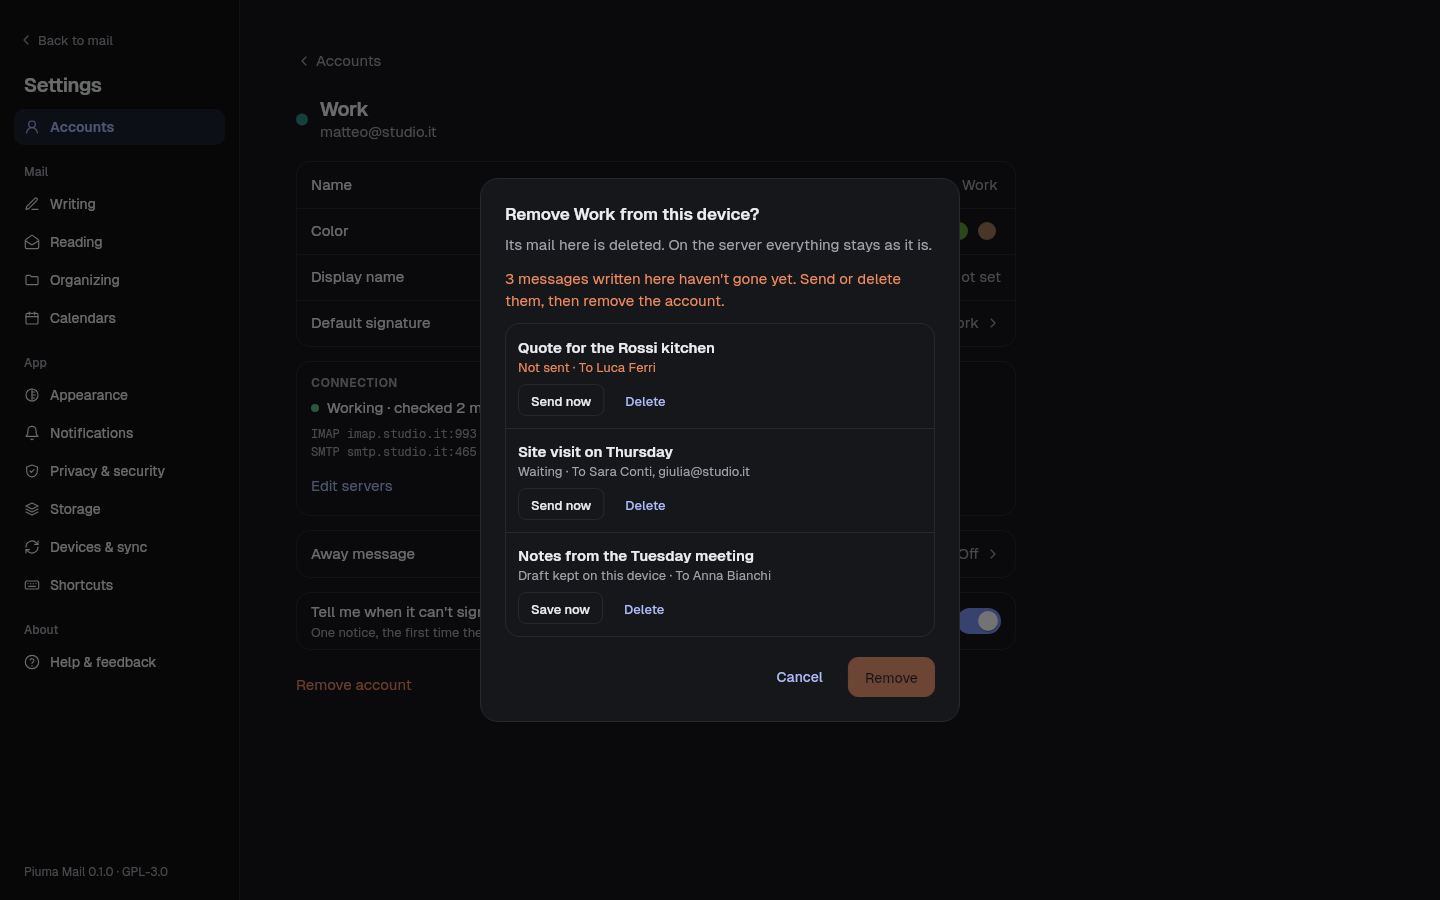 Back to mail
Settings
Accounts
Mail
Writing
Reading
Organizing
Calendars
App
Appearance
Notifications
Privacy & security
Storage
Devices & sync
Shortcuts
About
Help & feedback
Piuma Mail 0.1.0 · GPL-3.0
Accounts
Work
matteo@studio.it
Name
Work
Color
Display name
ot set
Default signature
ork
CONNECTION
Working · checked 2 m
IMAP imap.studio.it:993
SMTP smtp.studio.it:465
Edit servers
Away message
Off
Tell me when it can't sign
One notice, the first time the
Remove account
Remove Work from this device?
Its mail here is deleted. On the server everything stays as it is.
3 messages written here haven't gone yet. Send or delete
them, then remove the account.
Quote for the Rossi kitchen
Not sent · To Luca Ferri
Send now Delete
Site visit on Thursday
Waiting · To Sara Conti, giulia@studio.it
Send now Delete
Notes from the Tuesday meeting
Draft kept on this device · To Anna Bianchi
Save now Delete
Cancel Remove